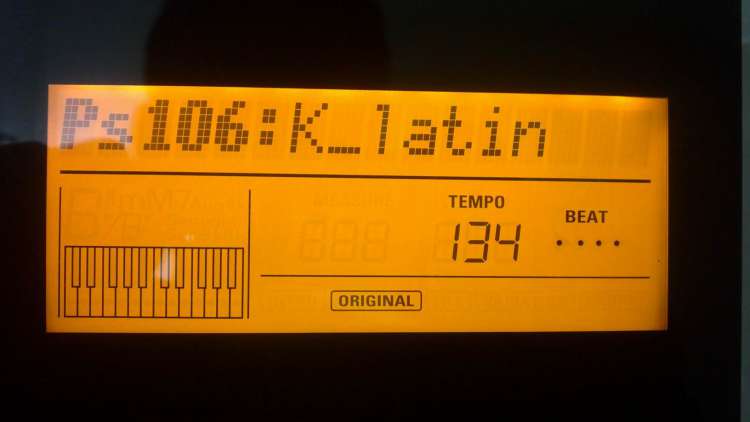 Ps106:K_latin
TEMPO
134
BEAT
ORIGINAL